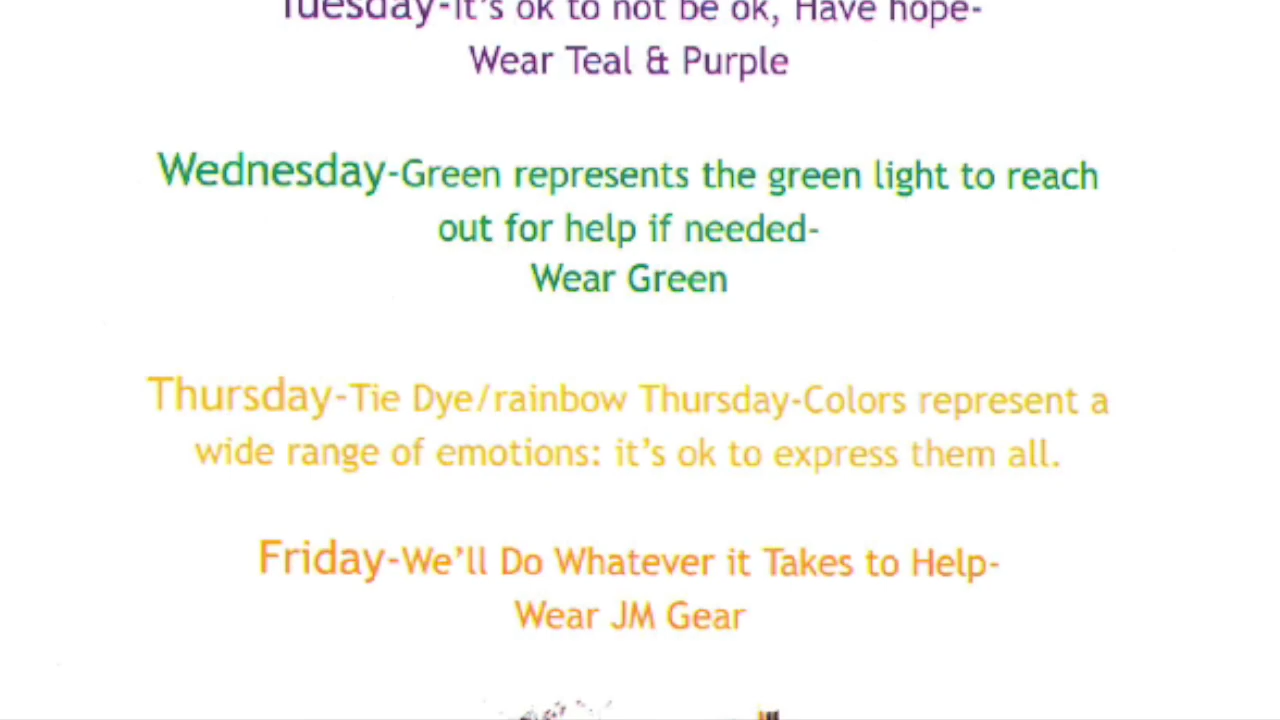 Tuesday-It's ok to not be ok, Have hope-
Wear Teal & Purple
Wednesday-Green represents the green light to reach
out for help if needed-
Wear Green
Thursday-Tie Dye/rainbow Thursday-Colors represent a
wide range of emotions: it's ok to express them all.
Friday-We'll Do Whatever it Takes to Help-
Wear JM Gear